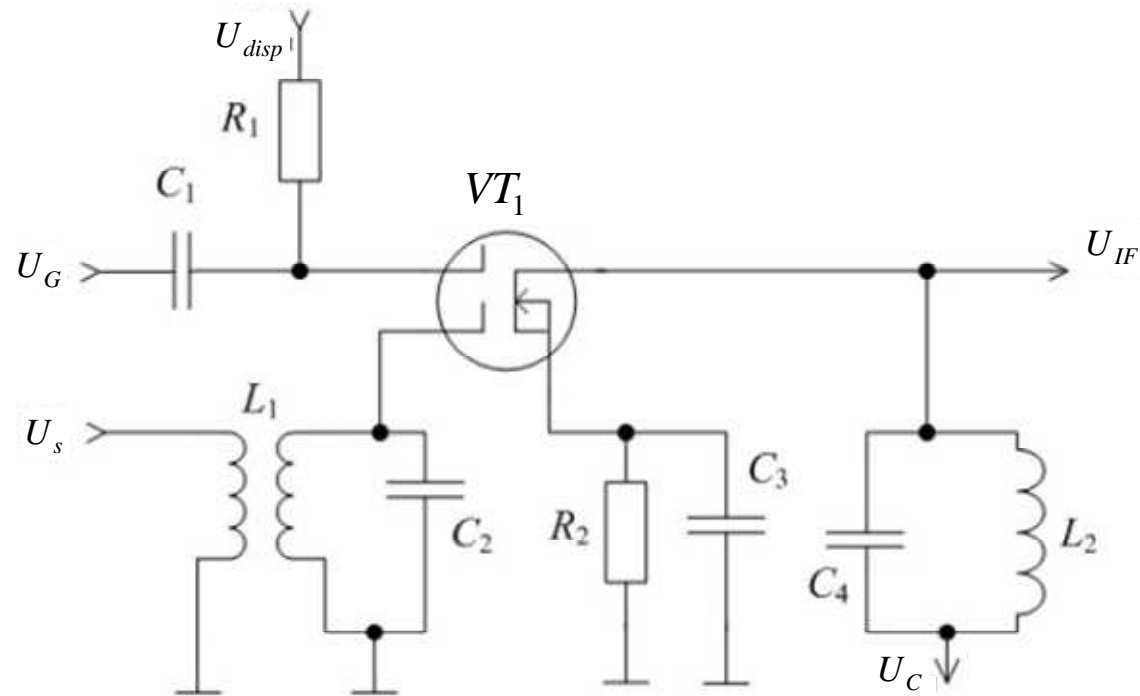 U_disp
R_1
C_1
VT_1
U_G
U_IF
L_1
U_s
C_3
R_2
C_2
L_2
C_4
U_C